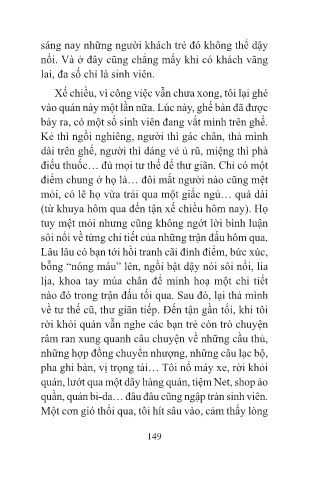 sáng nay những người khách trẻ đó không thể dậy
nổi. Và ở đây cũng chẳng mấy khi có khách vãng
lai, đa số chỉ là sinh viên.
Xế chiều, vì công việc vẫn chưa xong, tôi lại ghé
vào quán này một lần nữa. Lúc này, ghế bàn đã được
bày ra, có một số sinh viên đang vắt mình trên ghế.
Kẻ thì ngồi nghiêng, người thì gác chân, thả mình
dài trên ghế, người thì dáng vẻ ủ rũ, miệng thì phà
điếu thuốc… đủ mọi tư thế để thư giãn. Chỉ có một
điểm chung ở họ là… đôi mắt người nào cũng mệt
mỏi, có lẽ họ vừa trải qua một giấc ngủ… quá dài
(từ khuya hôm qua đến tận xế chiều hôm nay). Họ
tuy mệt mỏi nhưng cũng không ngớt lời bình luận
sôi nổi về từng chi tiết của những trận đấu hôm qua.
Lâu lâu có bạn tới hồi tranh cãi đỉnh điểm, bức xúc,
bỗng “nóng máu” lên, ngồi bật dậy nói sôi nổi, lia
lịa, khoa tay múa chân để minh hoạ một chi tiết
nào đó trong trận đấu tối qua. Sau đó, lại thả mình
về tư thế cũ, thư giãn tiếp. Đến tận gần tối, khi tôi
rời khỏi quán vẫn nghe các bạn trẻ còn trò chuyện
râm ran xung quanh câu chuyện về những cầu thủ,
những hợp đồng chuyển nhượng, những câu lạc bộ,
pha ghi bàn, vị trọng tài… Tôi nổ máy xe, rời khỏi
quán, lướt qua một dãy hàng quán, tiệm Net, shop áo
quần, quán bi-da… đâu đâu cũng ngập tràn sinh viên.
Một cơn gió thổi qua, tôi hít sâu vào, cảm thấy lòng
149